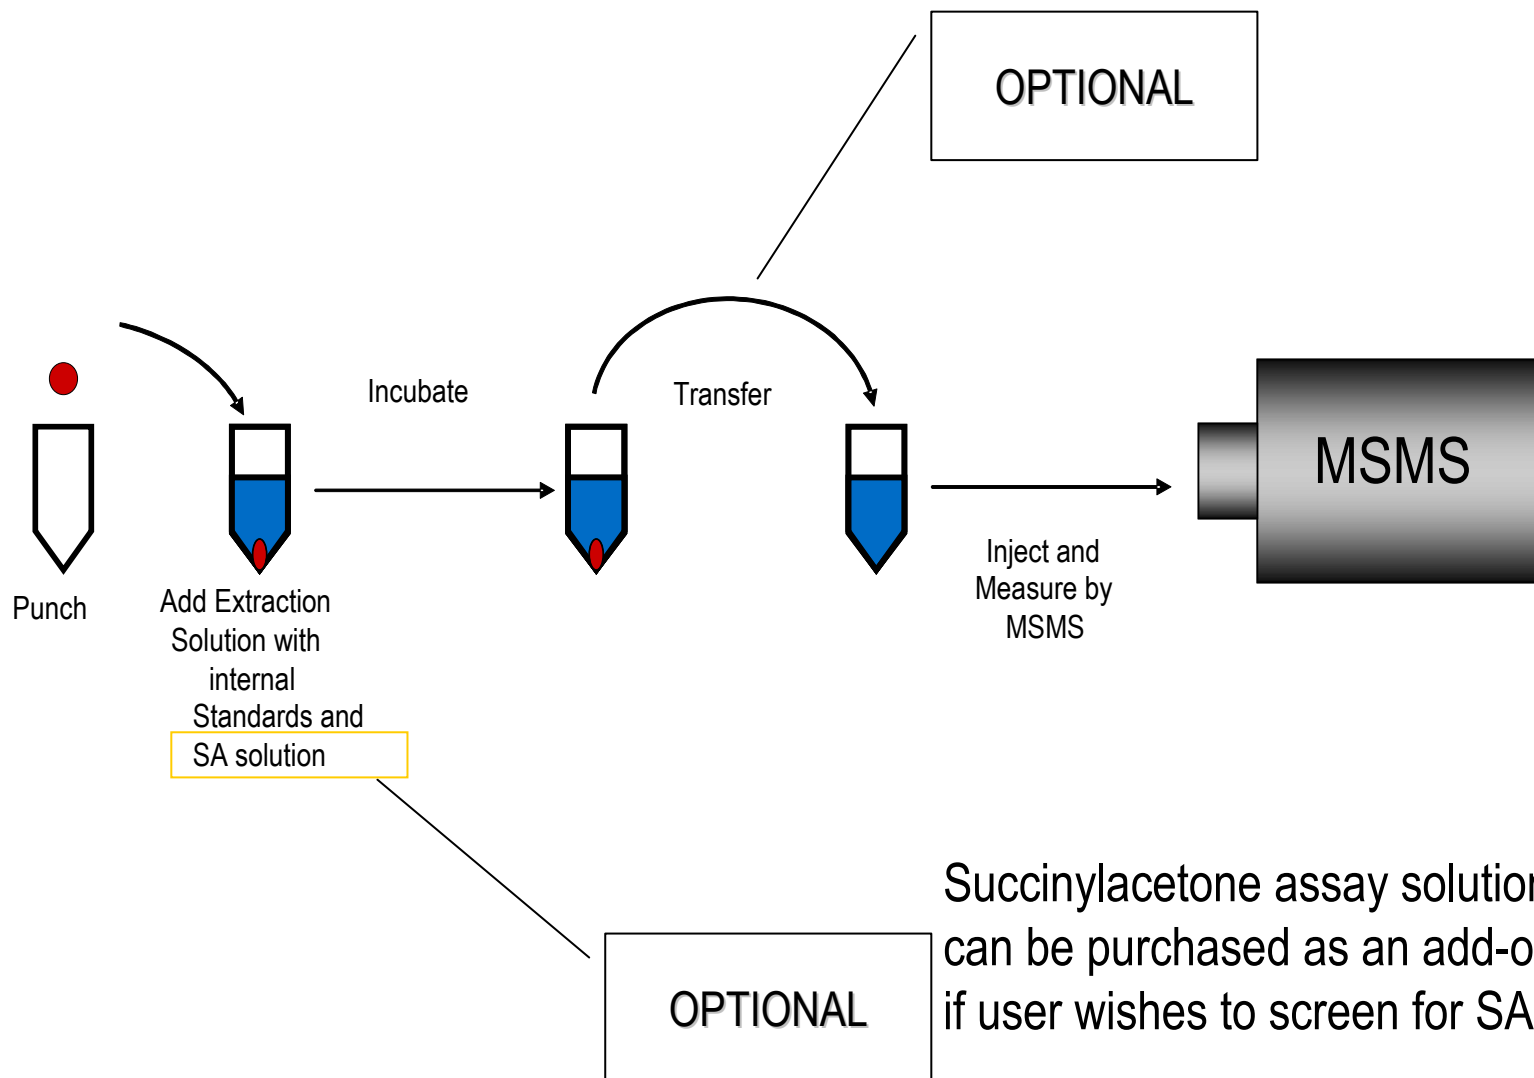 OPTIONAL
Incubate
Transfer
MSMS
Punch
Add Extraction
Solution with
internal
Standards and
SA solution
Inject and
Measure by
MSMS
Succinylacetone assay solution
can be purchased as an add-o
if user wishes to screen for SA
OPTIONAL